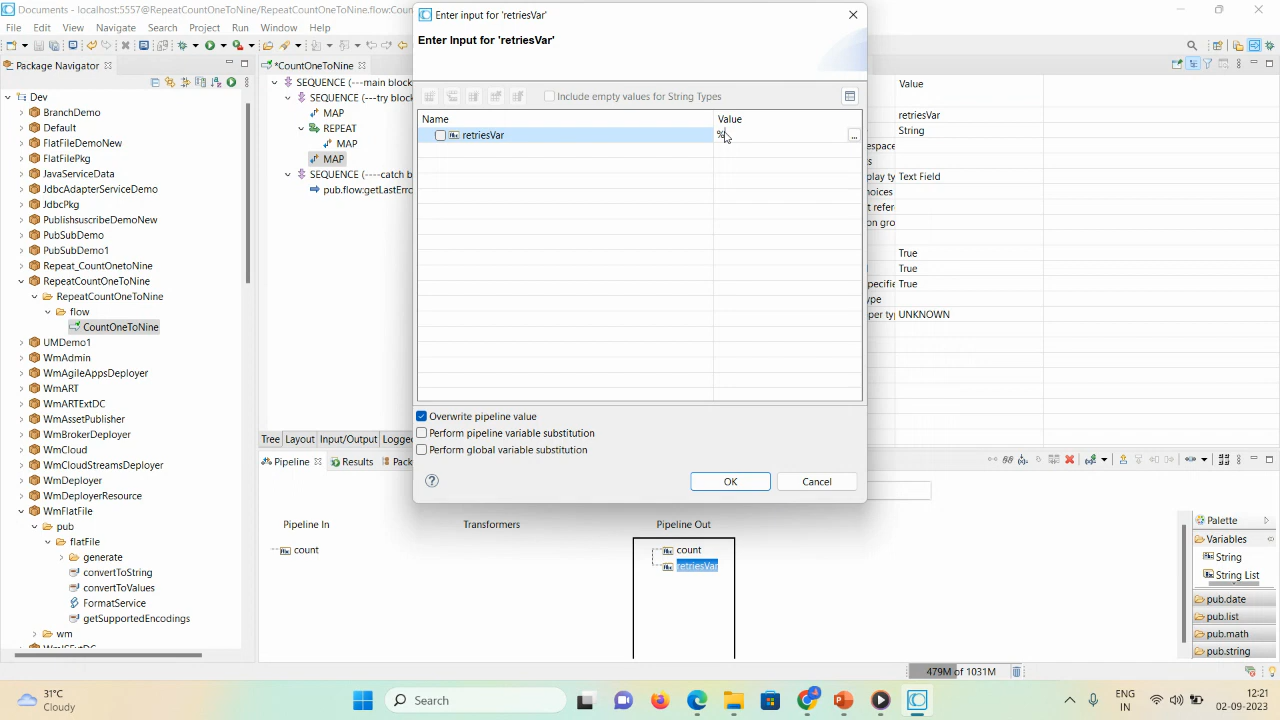 Documents - localhost:5557@RepeatCountOneToNine/RepeatCountOneToNine.flow:Cou
Enter input for 'retriesVar'
File Edit View Navigate Search Project Run Window Help
Enter Input for 'retriesVar'
Package Navigator
*CountOneToNine
Dev
BranchDemo
Default
FlatFileDemoNew
FlatFilePkg
JavaServiceData
JdbcAdapterServiceDemo
JdbcPkg
PublishsuscribeDemoNew
PubSubDemo
PubSubDemo1
Repeat_CountOnetoNine
RepeatCountOneToNine
RepeatCountOneToNine
flow
CountOneToNine
UMDemo1
WmAdmin
WmAgileAppsDeployer
WmART
WmARTExtDC
WmAssetPublisher
WmBrokerDeployer
WmCloud
WmCloudStreamsDeployer
WmDeployer
WmDeployerResource
WmFlatFile
pub
flatFile
generate
convertToString
convertToValues
FormatService
getSupportedEncodings
wm
SEQUENCE (---main block
SEQUENCE (---try block
MAP
REPEAT
MAP
MAP
SEQUENCE (----catch b
pub.flow:getLastErro
Tree Layout Input/Output Logged
Include empty values for String Types
Name Value
retriesVar %
...
Overwrite pipeline value
Perform pipeline variable substitution
Perform global variable substitution
OK Cancel
Value
retriesVar
String
espace
ts
play ty Text Field
hoices
t refer
on grou
True
True
specifie True
ype
per typ UNKNOWN
Pipeline Results Pack
Pipeline In Transformers Pipeline Out
count
count
retriesVar
Palette
Variables
String
String List
pub.date
pub.list
pub.math
pub.string
479M of 1031M
31°C
Cloudy
Search
ENG
IN
12:21
02-09-2023